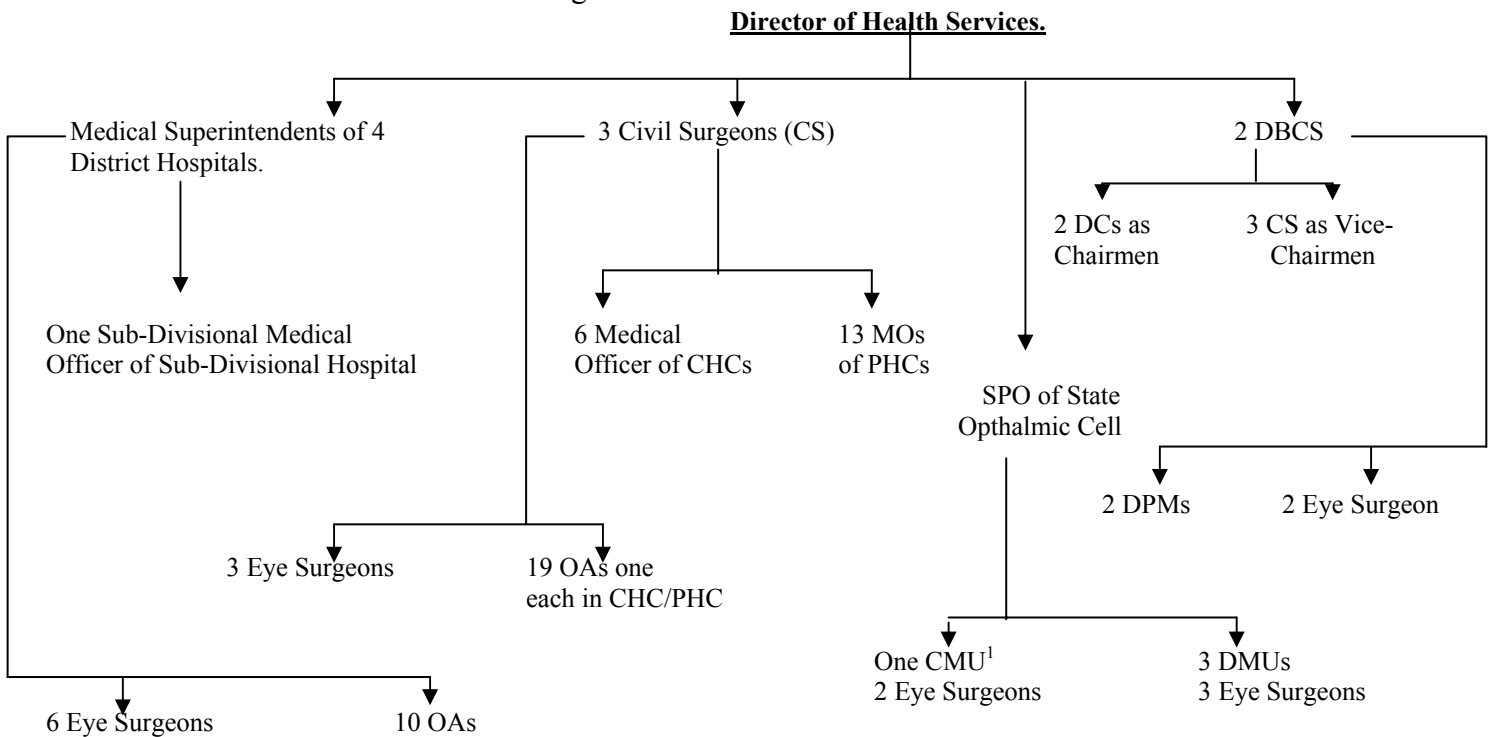 Director of Health Services.
Medical Superintendents of 4
District Hospitals.
3 Civil Surgeons (CS)
2 DBCS
2 DCs as
Chairmen
3 CS as Vice-
Chairmen
One Sub-Divisional Medical
Officer of Sub-Divisional Hospital
6 Medical
Officer of CHCs
13 MOs
of PHCs
SPO of State
Opthalmic Cell
2 DPMs
2 Eye Surgeon
3 Eye Surgeons
19 OAs one
each in CHC/PHC
One CMU1
2 Eye Surgeons
3 DMUs
3 Eye Surgeons
6 Eye Surgeons
10 OAs